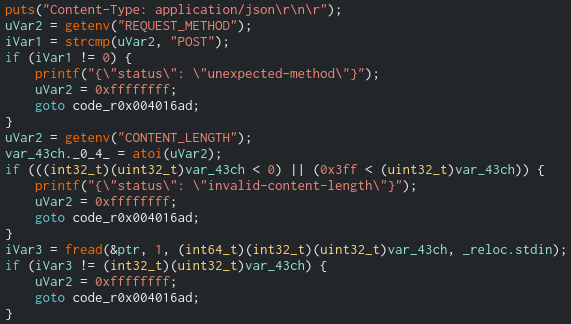 puts("Content-Type: application/json\r\n\r");
uVar2 = getenv("REQUEST_METHOD");
iVar1 = strcmp(uVar2, "POST");
if (iVar1 != 0) {
    printf("{\"status\": \"unexpected-method\"}");
    uVar2 = 0xffffffff;
    goto code_r0x004016ad;
}
uVar2 = getenv("CONTENT_LENGTH");
var_43ch._0_4_ = atoi(uVar2);
if (((int32_t)(uint32_t)var_43ch < 0) || (0x3ff < (uint32_t)var_43ch)) {
    printf("{\"status\": \"invalid-content-length\"}");
    uVar2 = 0xffffffff;
    goto code_r0x004016ad;
}
iVar3 = fread(&ptr, 1, (int64_t)(int32_t)(uint32_t)var_43ch, _reloc.stdin);
if (iVar3 != (int32_t)(uint32_t)var_43ch) {
    uVar2 = 0xffffffff;
    goto code_r0x004016ad;
}